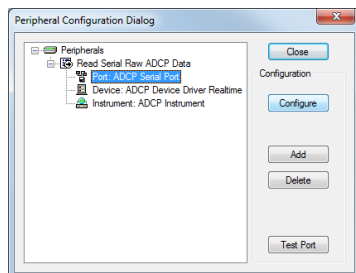 Peripheral Configuration Dialog
Peripherals
Read Serial Raw ADCP Data
Port: ADCP Serial Port
Device: ADCP Device Driver Realtime
Instrument: ADCP Instrument
Close
Configuration
Configure
Add
Delete
Test Port